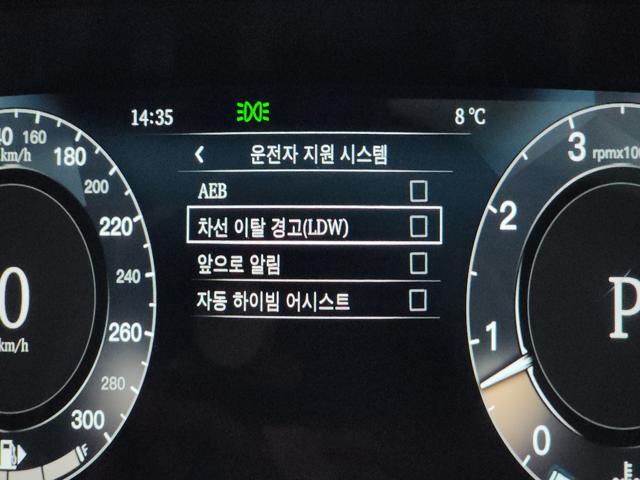 14:35
8 ℃
운전자 지원 시스템
AEB
차선 이탈 경고(LDW)
앞으로 알림
자동 하이빔 어시스트
160
km/h
180
200
220
240
260
280
300
0
km/h
F
3
rpmx100
2
1
0
P